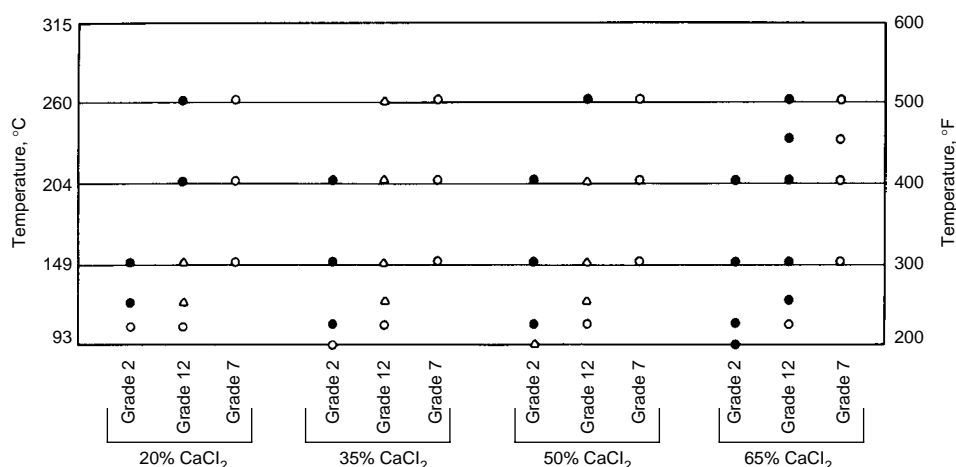 315
260
204
149
93
Temperature, °C
600
500
400
300
200
Temperature, °F
Grade 2
Grade 12
Grade 7
Grade 2
Grade 12
Grade 7
Grade 2
Grade 12
Grade 7
Grade 2
Grade 12
Grade 7
20% CaCl₂
35% CaCl₂
50% CaCl₂
65% CaCl₂